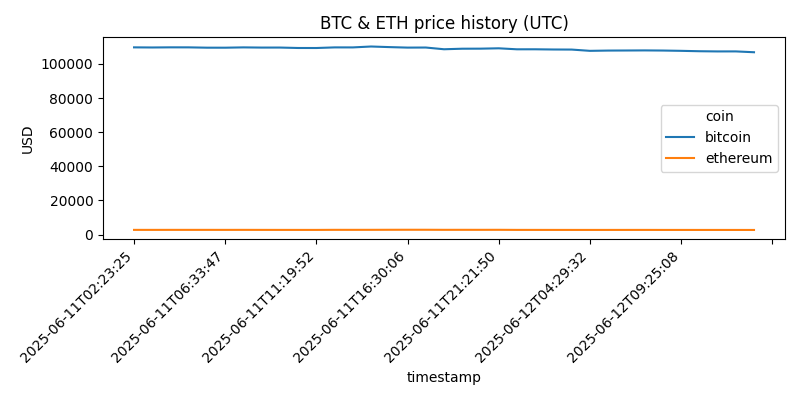 BTC & ETH price history (UTC)
USD
100000
80000
60000
40000
20000
0
coin
bitcoin
ethereum
2025-06-11T02:23:25
2025-06-11T06:33:47
2025-06-11T11:19:52
2025-06-11T16:30:06
2025-06-11T21:21:50
2025-06-12T04:29:32
2025-06-12T09:25:08
timestamp